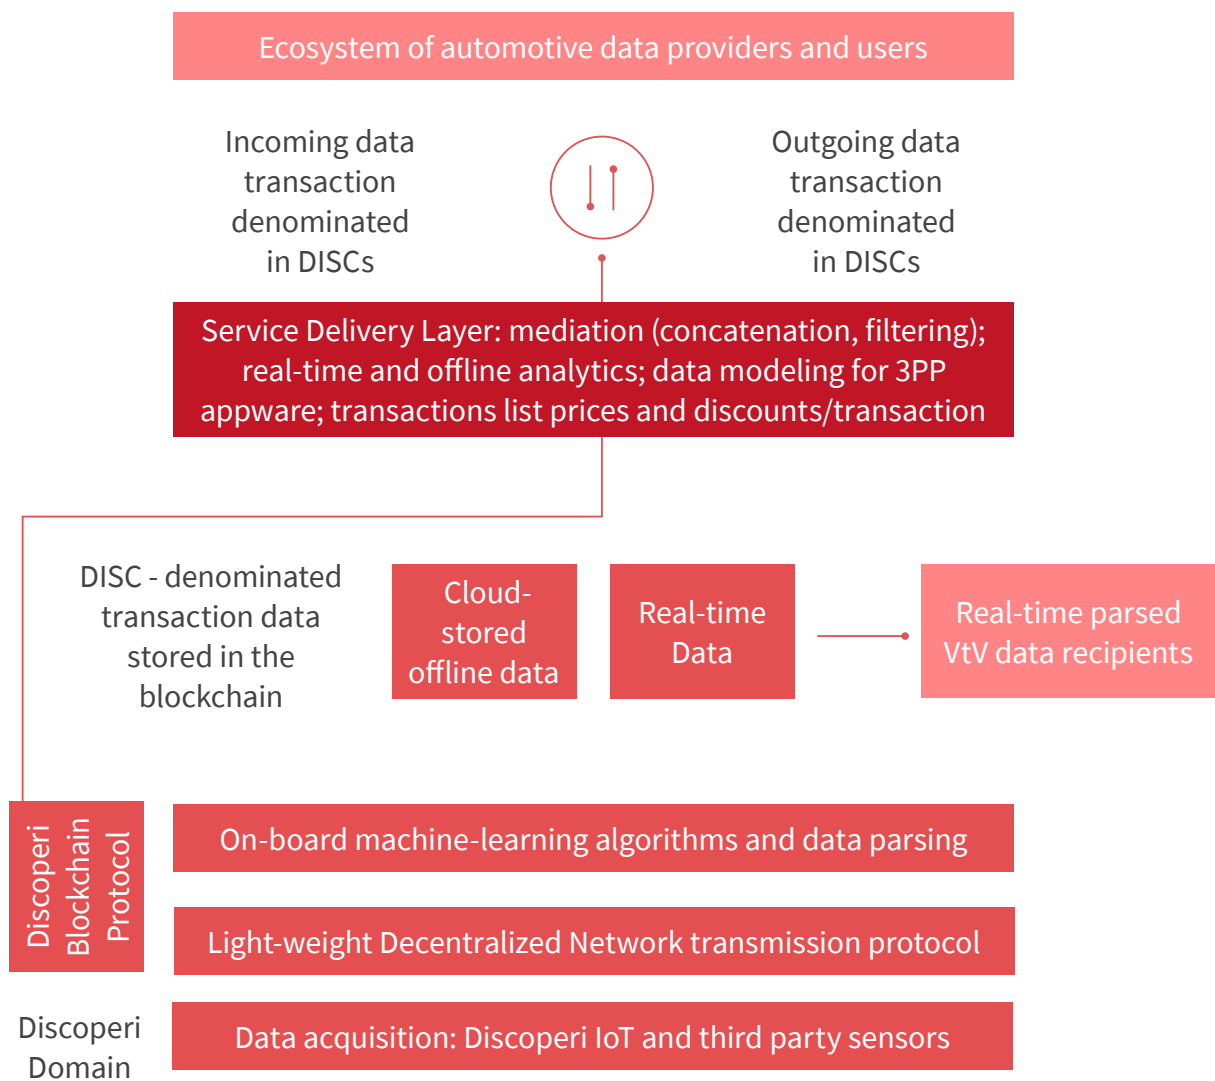 Ecosystem of automotive data providers and users
Incoming data
transaction
denominated
in DISCs
Outgoing data
transaction
denominated
in DISCs
Service Delivery Layer: mediation (concatenation, filtering);
real-time and offline analytics; data modeling for 3PP
appware; transactions list prices and discounts/transaction
DISC - denominated
transaction data
stored in the
blockchain
Cloud-
stored
offline data
Real-time
Data
Real-time parsed
VtV data recipients
Discoperi
Blockchain
Protocol
On-board machine-learning algorithms and data parsing
Light-weight Decentralized Network transmission protocol
Discoperi
Domain
Data acquisition: Discoperi IoT and third party sensors